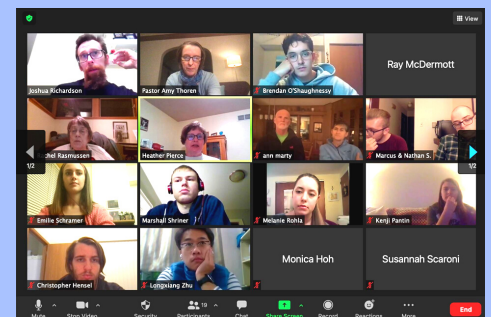 View
Joshua Richardson
Pastor Amy Thoren
Brendan O'Shaughnessy
Ray McDermott
Rachel Rasmussen
Heather Pierce
ann marty
Marcus & Nathan S.
1/2
1/2
Emilie Schramer
Marshall Shriner
Melanie Rohla
Kenji Pantin
Christopher Hensel
Longxiang Zhu
Monica Hoh
Susannah Scaroni
Mute
Stop Video
Security
Participants
19
Chat
Share Screen
Record
Reactions
More
End